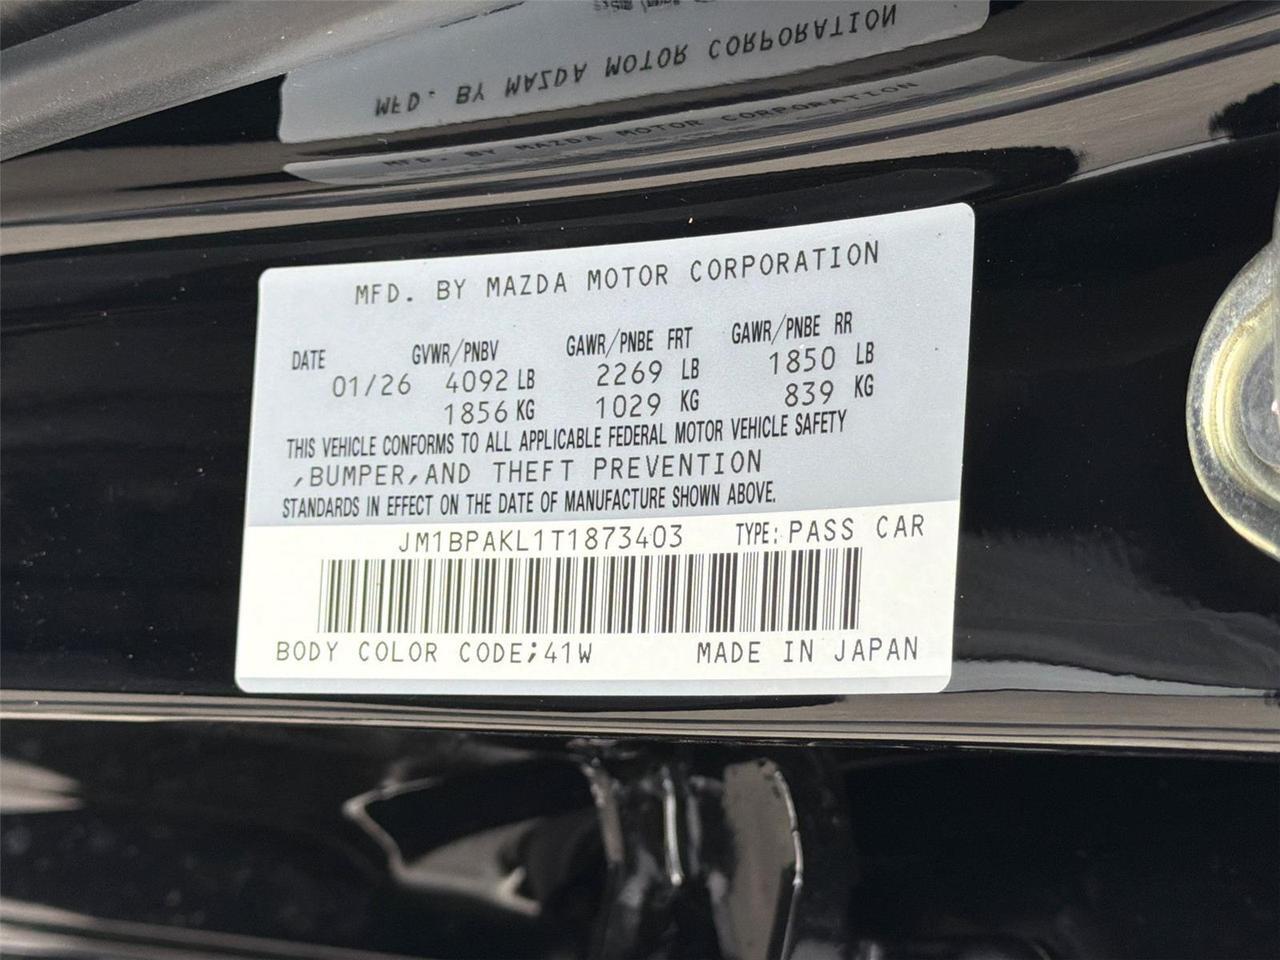 MFD. BY MAZDA MOTOR CORPORATION
MFD. BY MAZDA MOTOR CORPORATION
MFD. BY MAZDA MOTOR CORPORATION
DATE GVWR/PNBV GAWR/PNBE FRT GAWR/PNBE RR
01/26 4092 LB 2269 LB 1850 LB
1856 KG 1029 KG 839 KG
THIS VEHICLE CONFORMS TO ALL APPLICABLE FEDERAL MOTOR VEHICLE SAFETY
,BUMPER,AND THEFT PREVENTION
STANDARDS IN EFFECT ON THE DATE OF MANUFACTURE SHOWN ABOVE.
JM1BPAKL1T1873403 TYPE: PASS CAR
BODY COLOR CODE;41W MADE IN JAPAN